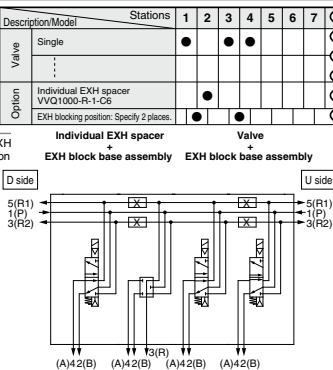 Description/Model Stations 1 2 3 4 5 6 7
Valve
Single
Option
Individual EXH spacer
VVQ1000-R-1-C6
EXH blocking position: Specify 2 places.
EXH
on
Individual EXH spacer
+
EXH block base assembly
Valve
+
EXH block base assembly
D side
U side
5(R1) X X 5(R1)
1(P) 1(P)
3(R2) X X 3(R2)
3(R)
(A)4 2(B) (A)4 2(B) (A)4 2(B) (A)4 2(B)